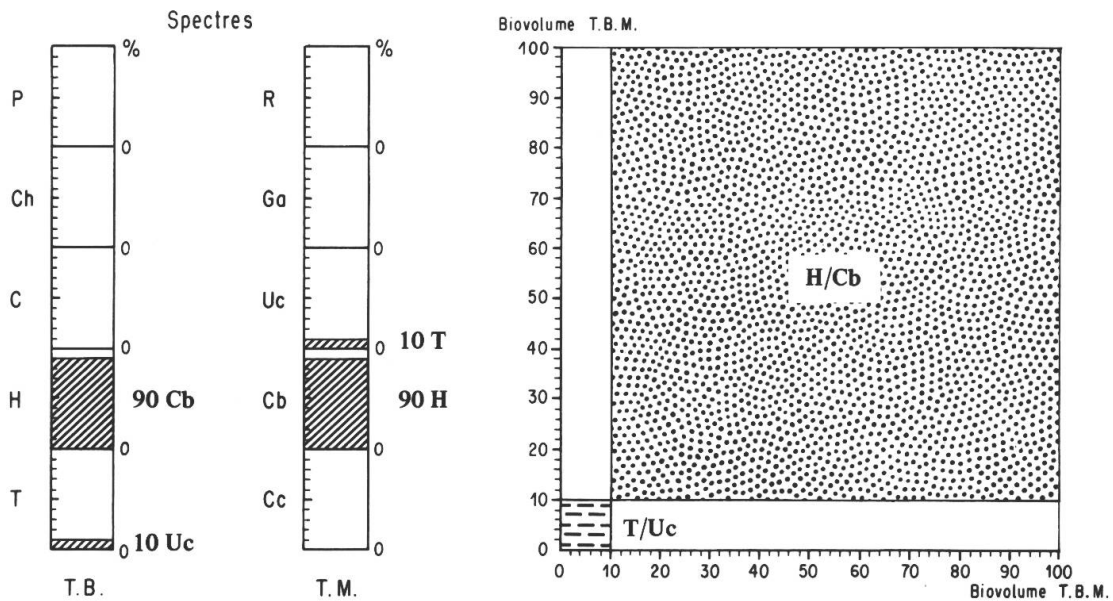 Spectres
%
P
0
Ch
0
C
0
H
90 Cb
0
T
10 Uc
0
T.B.
%
R
0
Ga
0
Uc
10 T
0
Cb
90 H
0
Cc
0
T.M.
Biovolume T.B.M.
100
90
80
70
60
50
40
30
20
10
0
H/Cb
T/Uc
0 10 20 30 40 50 60 70 80 90 100
Biovolume T.B.M.